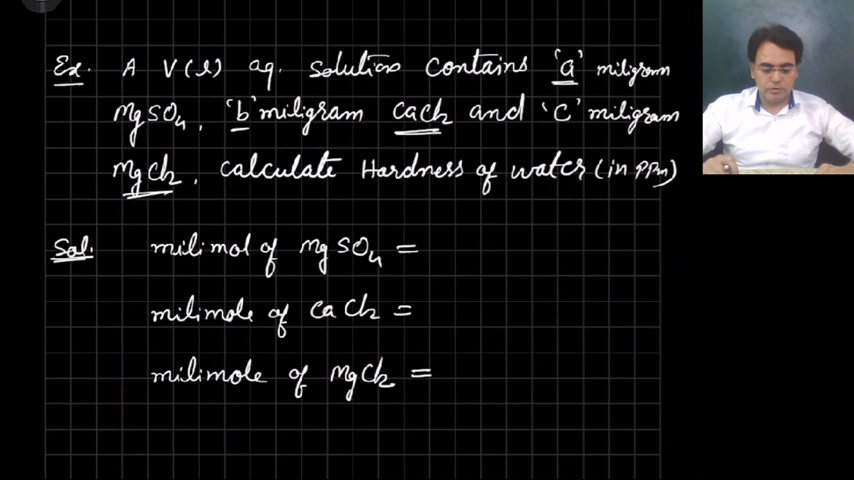 Ex. A V(l) aq. solution contains 'a' miligram
MgSO4, 'b' miligram CaCl2 and 'C' miligram
MgCl2, calculate Hardness of water (in PPm)
Sol. milimol of MgSO4 =
milimole of CaCl2 =
milimole of MgCl2 =